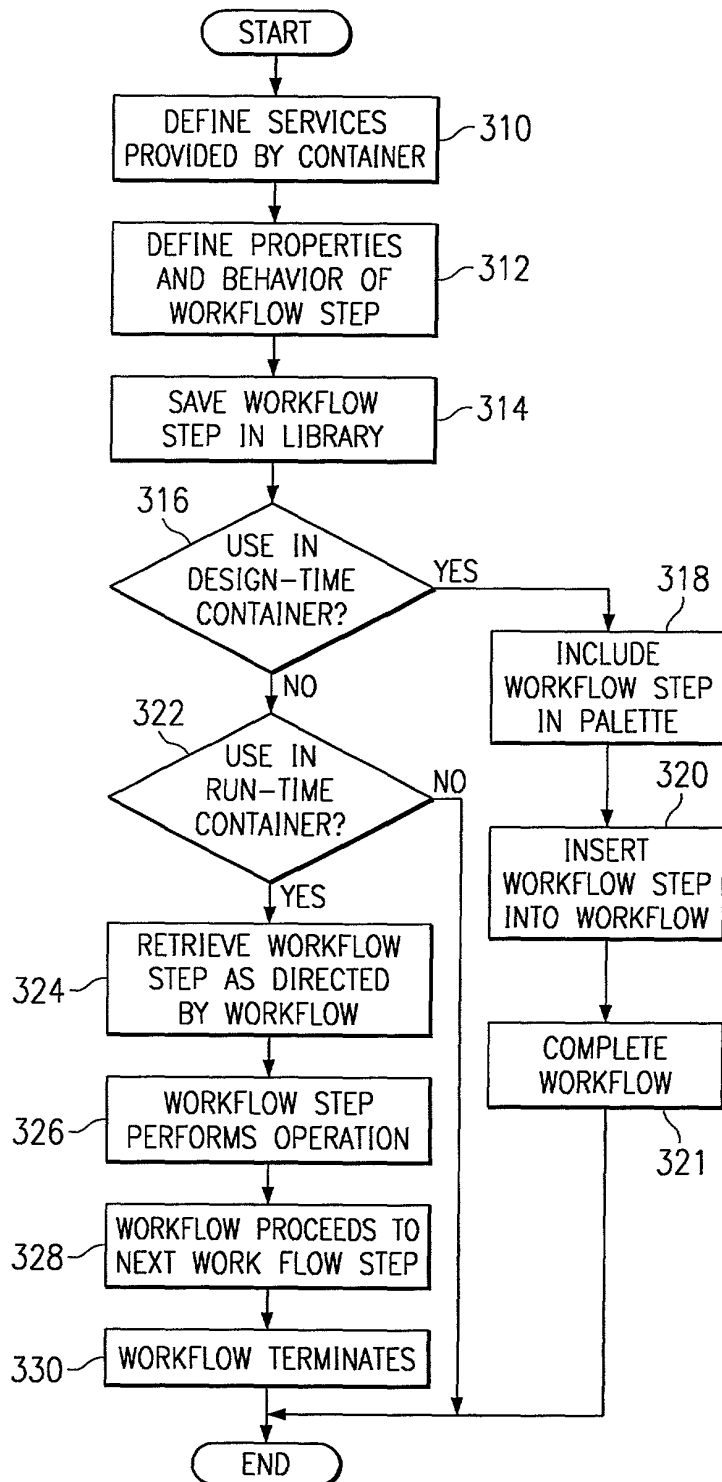 START
DEFINE SERVICES
PROVIDED BY CONTAINER
310
DEFINE PROPERTIES
AND BEHAVIOR OF
WORKFLOW STEP
312
SAVE WORKFLOW
STEP IN LIBRARY
314
316
USE IN
DESIGN-TIME
CONTAINER?
YES
NO
318
INCLUDE
WORKFLOW STEP
IN PALETTE
320
INSERT
WORKFLOW STEP
INTO WORKFLOW
COMPLETE
WORKFLOW
321
322
USE IN
RUN-TIME
CONTAINER?
NO
YES
324
RETRIEVE WORKFLOW
STEP AS DIRECTED
BY WORKFLOW
326
WORKFLOW STEP
PERFORMS OPERATION
328
WORKFLOW PROCEEDS TO
NEXT WORK FLOW STEP
330
WORKFLOW TERMINATES
END